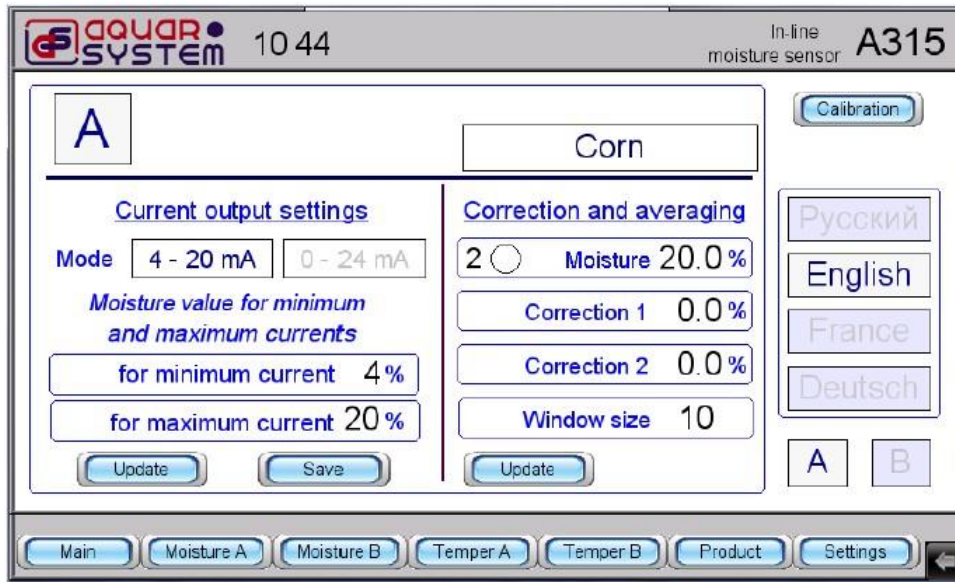 aQUAR SYSTEM
10 44
In-line moisture sensor
A315
A
Corn
Calibration
Current output settings
Mode 4 - 20 mA 0 - 24 mA
Moisture value for minimum
and maximum currents
for minimum current 4 %
for maximum current 20 %
Update Save
Correction and averaging
2 Moisture 20.0 %
Correction 1 0.0 %
Correction 2 0.0 %
Window size 10
Update
Русский
English
France
Deutsch
A B
Main Moisture A Moisture B Temper A Temper B Product Settings